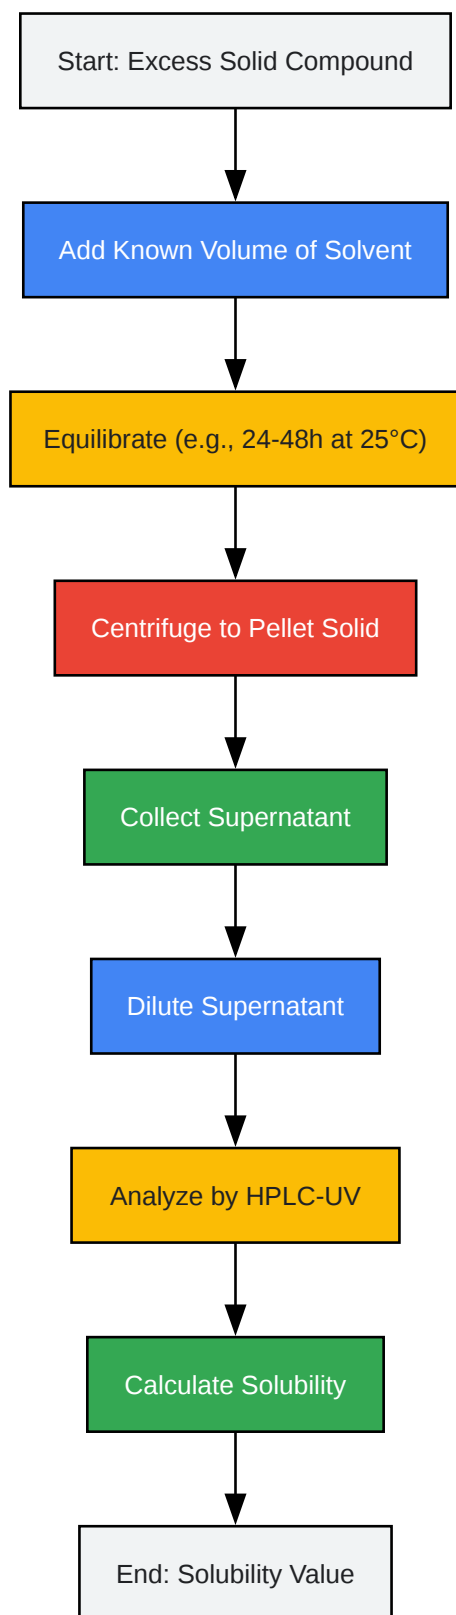 Start: Excess Solid Compound
Add Known Volume of Solvent
Equilibrate (e.g., 24-48h at 25°C)
Centrifuge to Pellet Solid
Collect Supernatant
Dilute Supernatant
Analyze by HPLC-UV
Calculate Solubility
End: Solubility Value